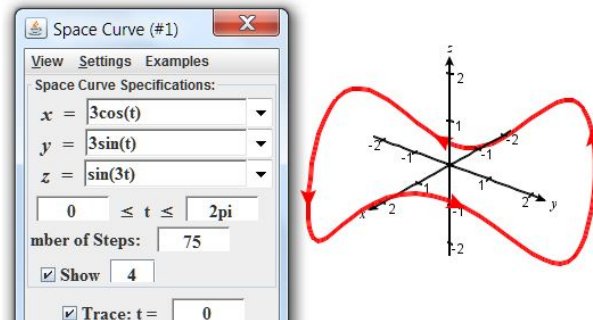 Space Curve (#1)
View Settings Examples
Space Curve Specifications:
x = 3cos(t)
y = 3sin(t)
z = sin(3t)
0 ≤ t ≤ 2pi
mber of Steps: 75
Show 4
Trace: t = 0
z
2
1
-2
-1
-2
-1
1
2
1
2
x
y
-1
-2